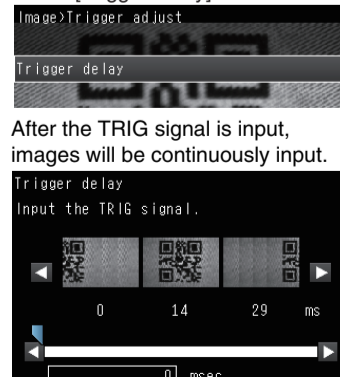 Image>Trigger adjust
Trigger delay
After the TRIG signal is input,
images will be continuously input.
Trigger delay
Input the TRIG signal.
0 14 29 ms
0 msec